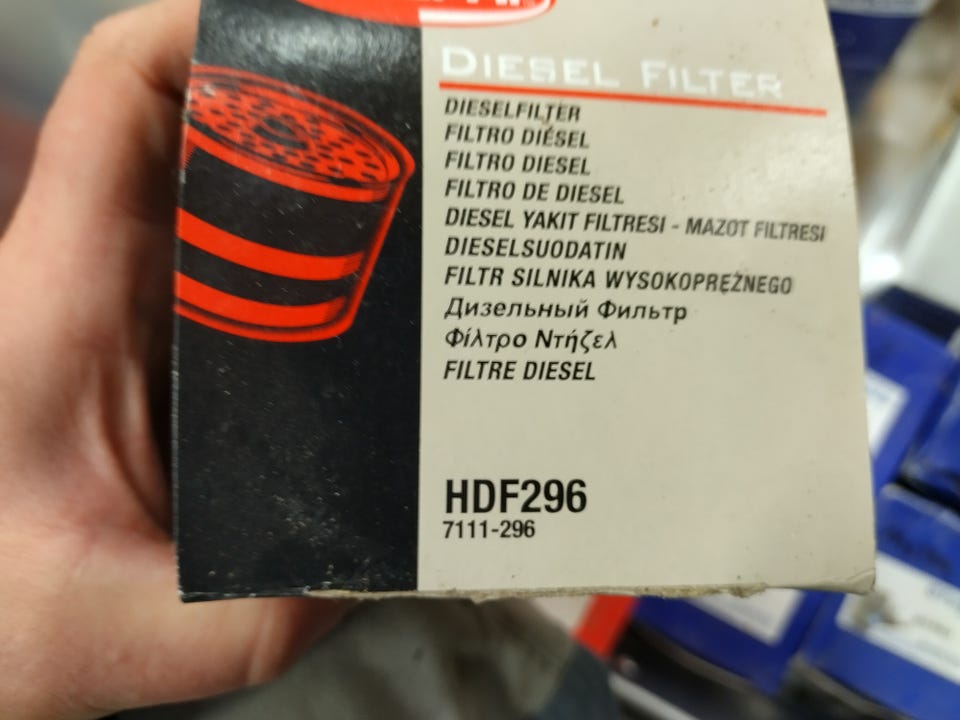 DIESEL FILTER
DIESELFILTER
FILTRO DIÉSEL
FILTRO DIESEL
FILTRO DE DIESEL
DIESEL YAKIT FILTRESI - MAZOT FILTRESI
DIESELSUODATIN
FILTR SILNIKA WYSOKOPRĘŻNEGO
Дизельный Фильтр
Φίλτρο Ντήζελ
FILTRE DIESEL
HDF296
7111-296